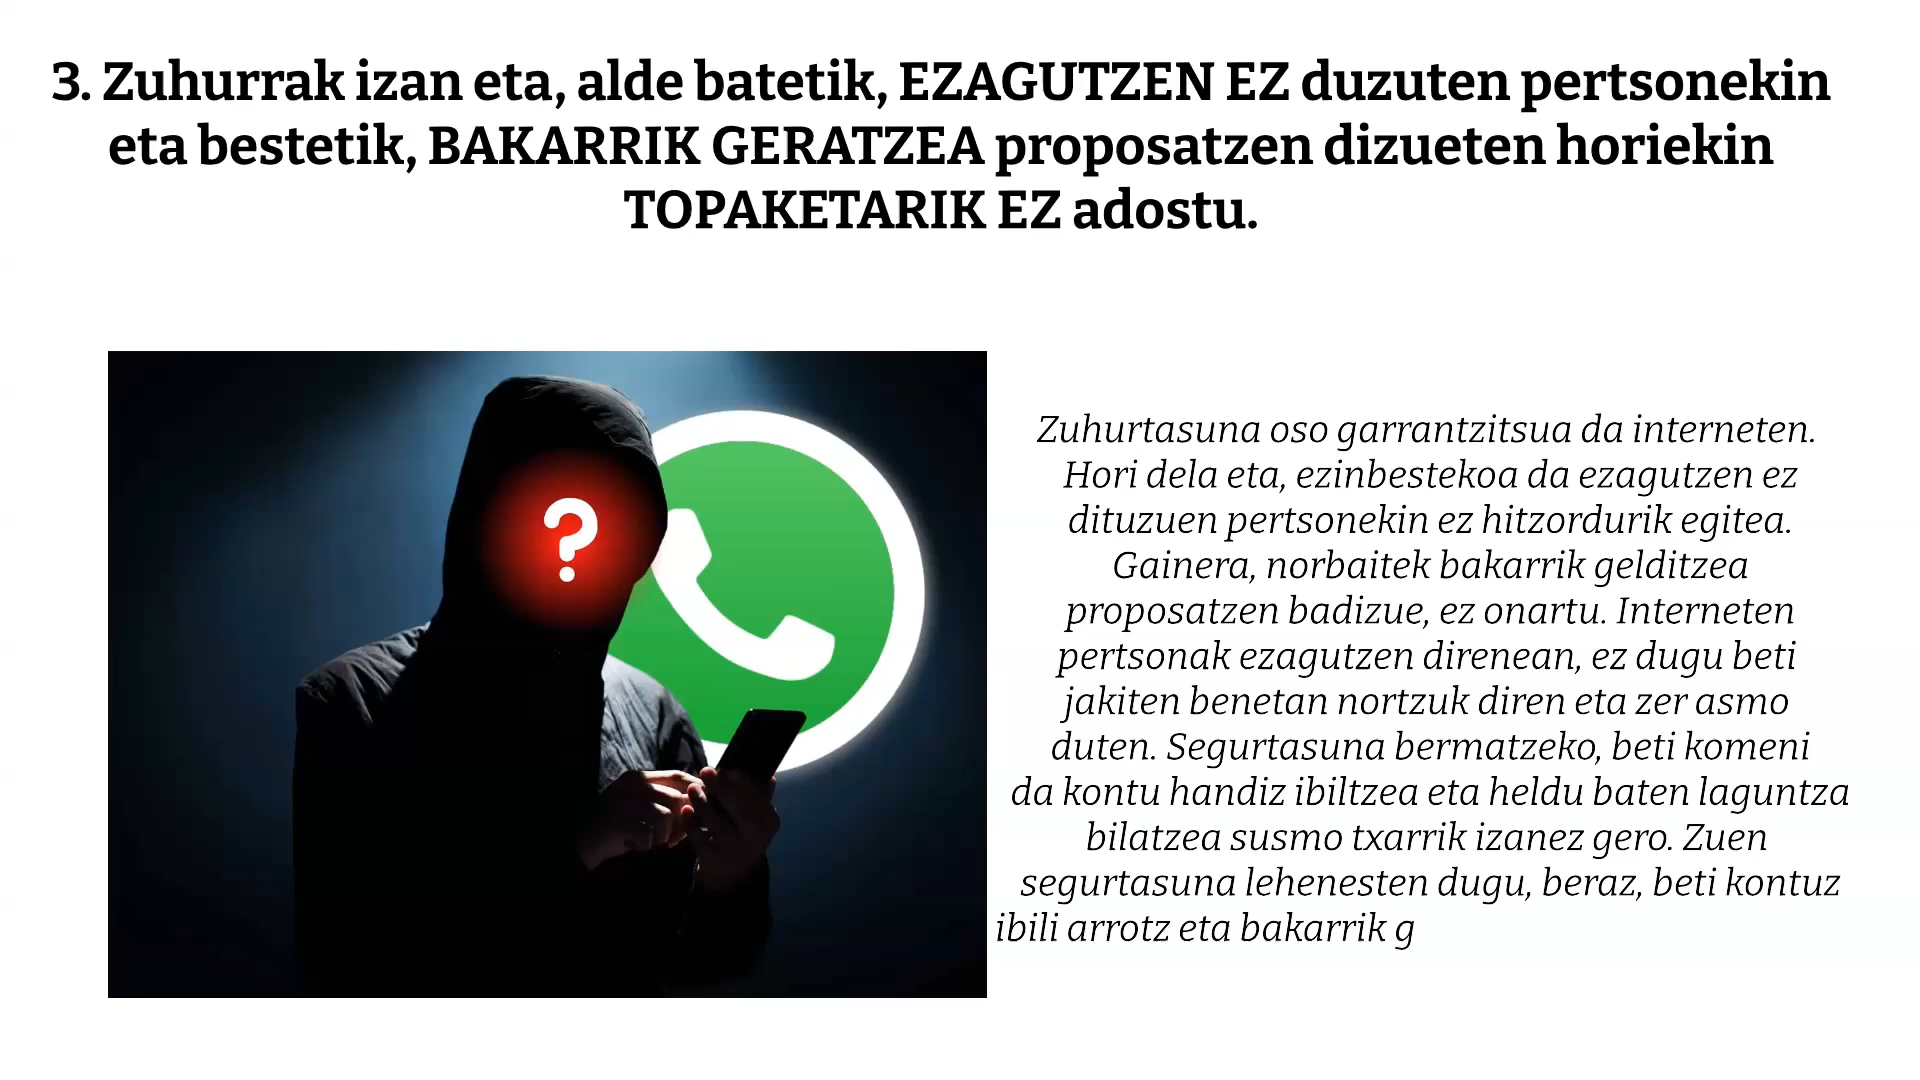 3. Zuhurrak izan eta, alde batetik, EZAGUTZEN EZ duzuten pertsonekin
eta bestetik, BAKARRIK GERATZEA proposatzen dizueten horiekin
TOPAKETARIK EZ adostu.
?
Zuhurtasuna oso garrantzitsua da interneten.
Hori dela eta, ezinbestekoa da ezagutzen ez
dituzuen pertsonekin ez hitzordurik egitea.
Gainera, norbaitek bakarrik gelditzea
proposatzen badizue, ez onartu. Interneten
pertsonak ezagutzen direnean, ez dugu beti
jakiten benetan nortzuk diren eta zer asmo
duten. Segurtasuna bermatzeko, beti komeni
da kontu handiz ibiltzea eta heldu baten laguntza
bilatzea susmo txarrik izanez gero. Zuen
segurtasuna lehenesten dugu, beraz, beti kontuz
ibili arrotz eta bakarrik g